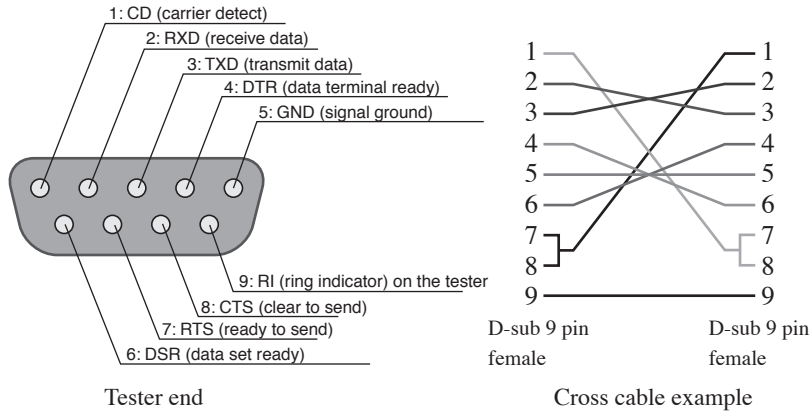 1: CD (carrier detect)
2: RXD (receive data)
3: TXD (transmit data)
4: DTR (data terminal ready)
5: GND (signal ground)
9: RI (ring indicator) on the tester
8: CTS (clear to send)
7: RTS (ready to send)
6: DSR (data set ready)
Tester end
1 1
2 2
3 3
4 4
5 5
6 6
7 7
8 8
9 9
D-sub 9 pin D-sub 9 pin
female female
Cross cable example